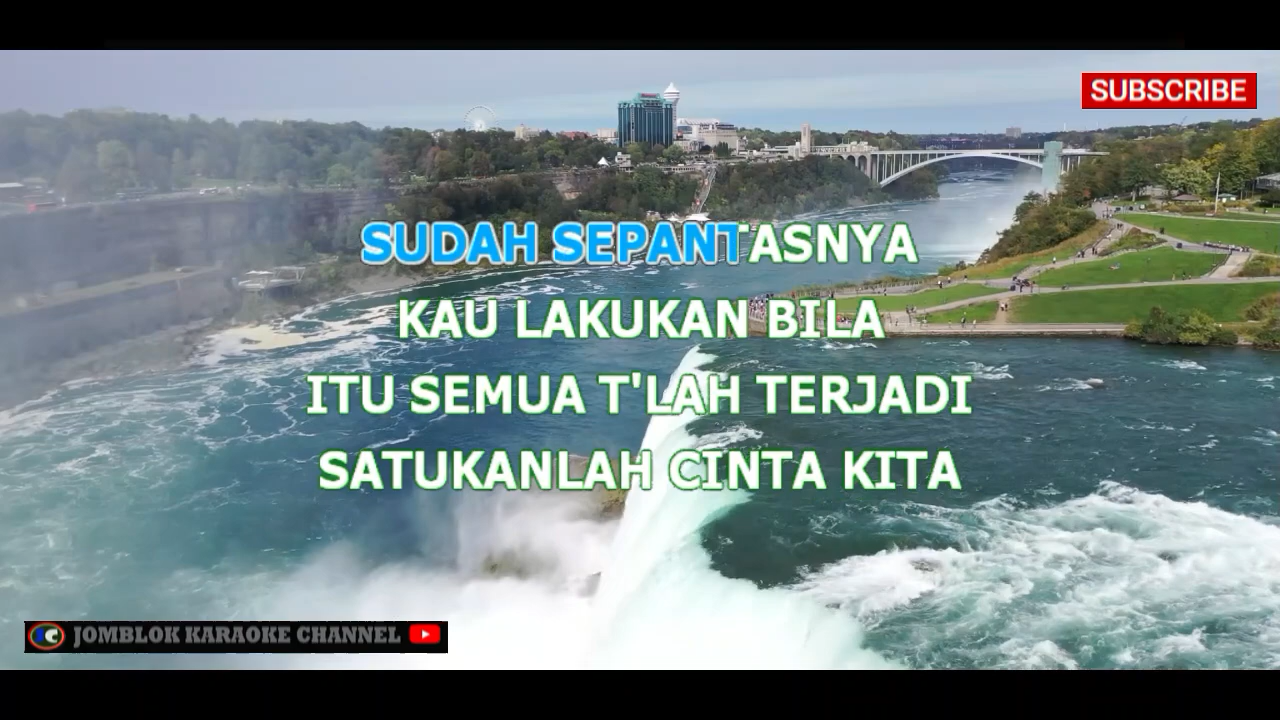 SUBSCRIBE
SUDAH SEPANTASNYA
KAU LAKUKAN BILA
ITU SEMUA T'LAH TERJADI
SATUKANLAH CINTA KITA
JOMBLOK KARAOKE CHANNEL